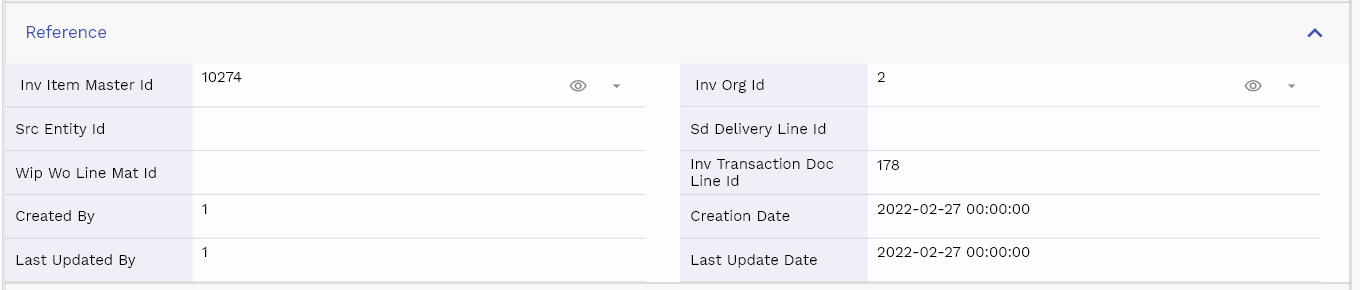 Reference
Inv Item Master Id 10274 Inv Org Id 2
Src Entity Id Sd Delivery Line Id
Wip Wo Line Mat Id Inv Transaction Doc Line Id 178
Created By 1 Creation Date 2022-02-27 00:00:00
Last Updated By 1 Last Update Date 2022-02-27 00:00:00